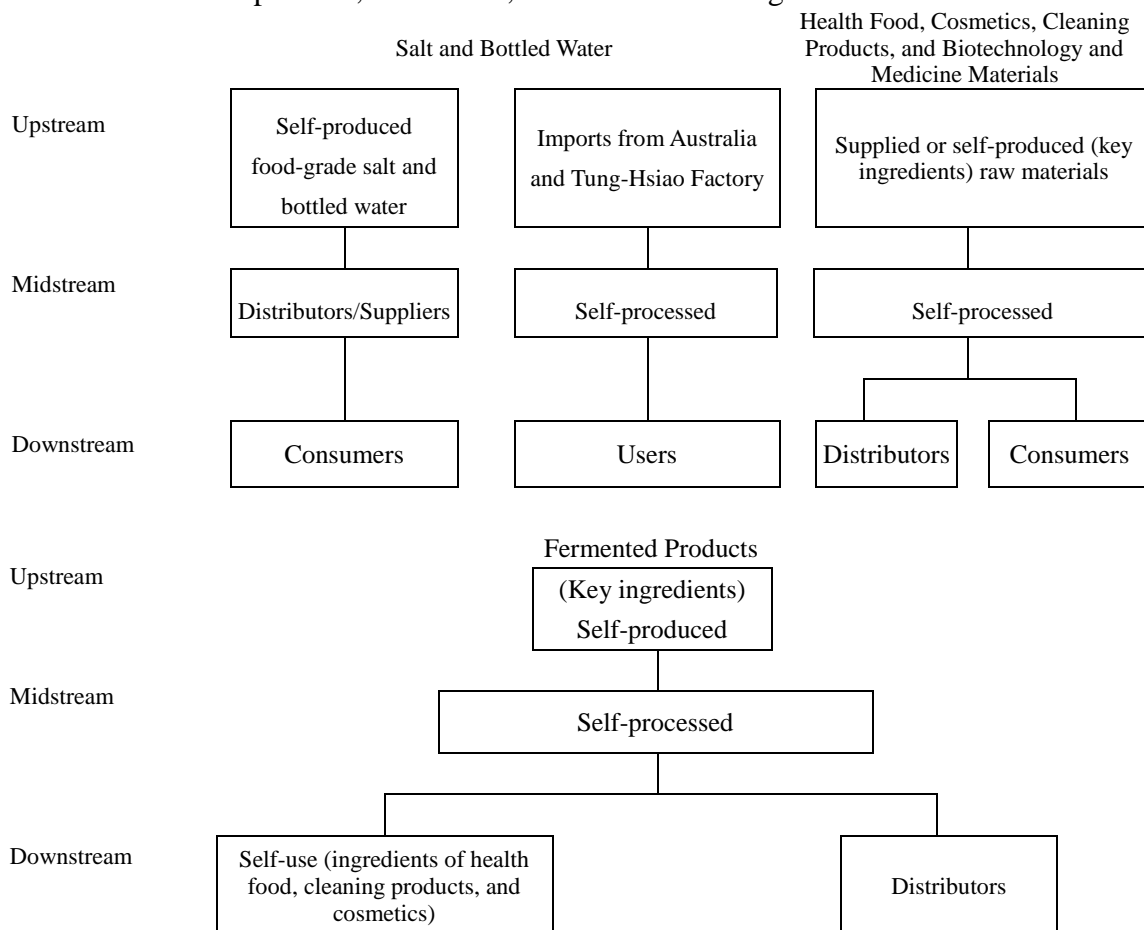 Health Food, Cosmetics, Cleaning
Salt and Bottled Water
Products, and Biotechnology and
Medicine Materials
Upstream
Self-produced
food-grade salt and
bottled water
Imports from Australia
and Tung-Hsiao Factory
Supplied or self-produced (key
ingredients) raw materials
Midstream
Distributors/Suppliers
Self-processed
Self-processed
Downstream
Consumers
Users
Distributors
Consumers
Fermented Products
Upstream
(Key ingredients)
Self-produced
Midstream
Self-processed
Downstream
Self-use (ingredients of health
food, cleaning products, and
cosmetics)
Distributors